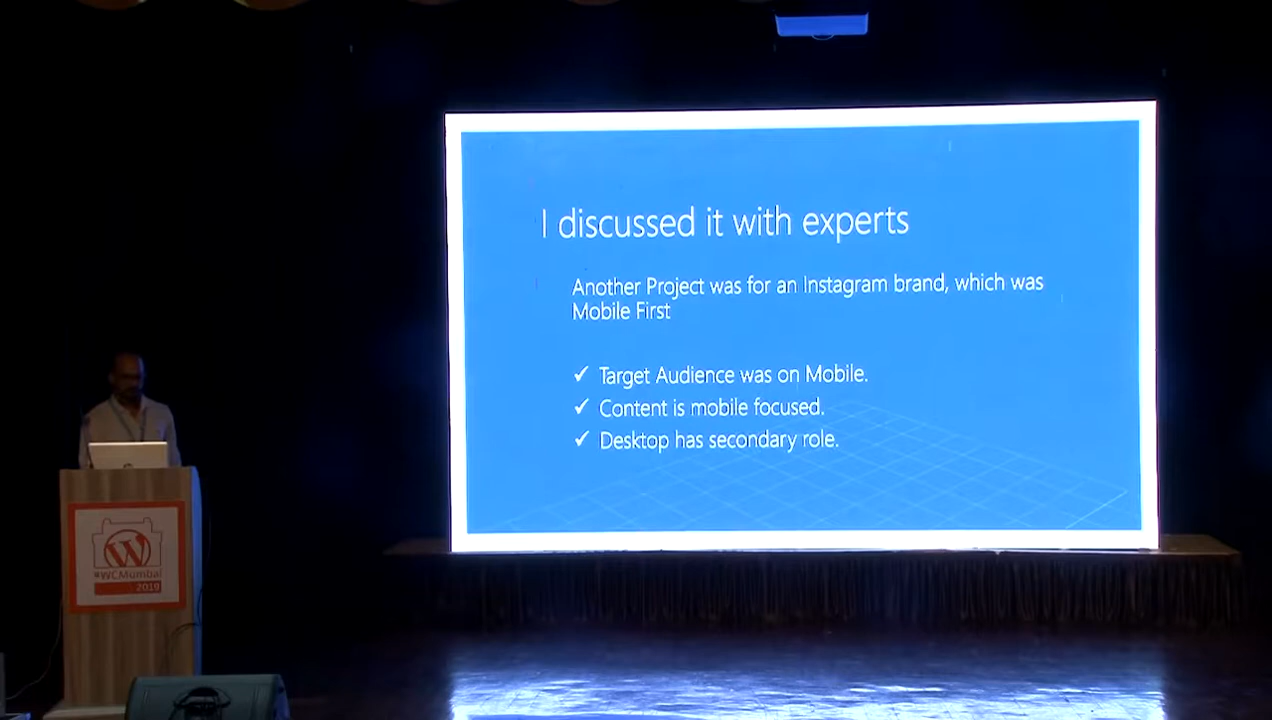 I discussed it with experts
Another Project was for an Instagram brand, which was
Mobile First
✓ Target Audience was on Mobile.
✓ Content is mobile focused.
✓ Desktop has secondary role.
#WCMumbai
2019